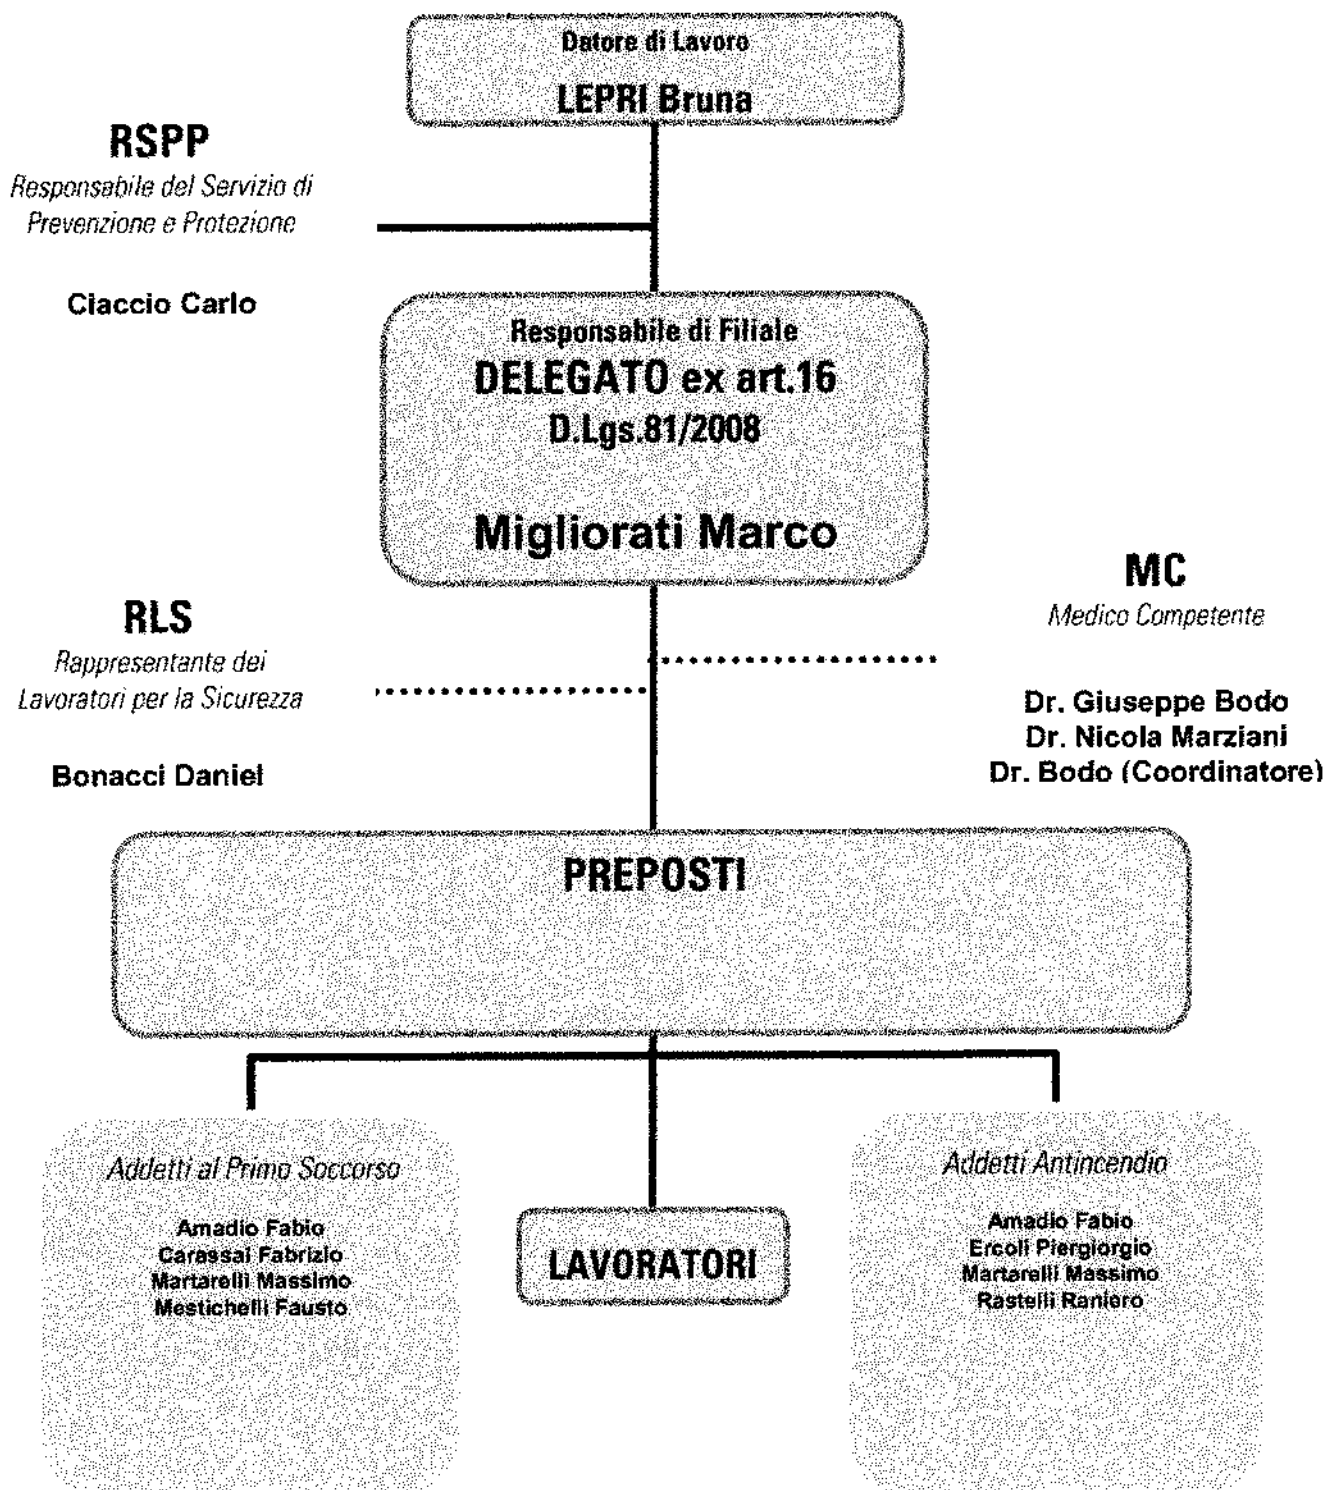 Datore di Lavoro
LEPRI Bruna
RSPP
Responsabile del Servizio di
Prevenzione e Protezione
Ciaccio Carlo
Responsabile di Filiale
DELEGATO ex art.16
D.Lgs.81/2008
Migliorati Marco
MC
Medico Competente
Dr. Giuseppe Bodo
Dr. Nicola Marziani
Dr. Bodo (Coordinatore)
RLS
Rappresentante dei
Lavoratori per la Sicurezza
Bonacci Daniel
PREPOSTI
Addetti al Primo Soccorso
Amadio Fabio
Carassai Fabrizio
Martarelli Massimo
Mestichelli Fausto
LAVORATORI
Addetti Antincendio
Amadio Fabio
Ercoli Piergiorgio
Martarelli Massimo
Rastelli Raniero